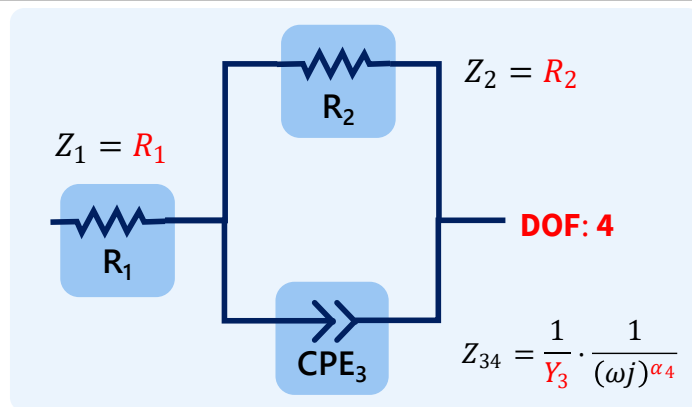 R₂
Z₂ = R₂
Z₁ = R₁
R₁
DOF: 4
CPE₃
Z₃₄ = 1/Y₃ · 1/(ωj)^α₄